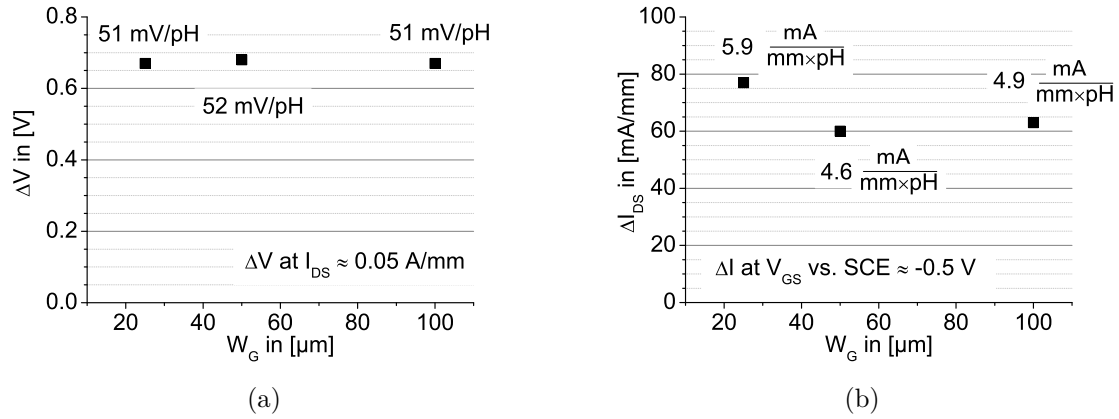 0.8
0.6
0.4
0.2
0.0
ΔV in [V]
51 mV/pH
51 mV/pH
52 mV/pH
ΔV at I_DS ≈ 0.05 A/mm
20 40 60 80 100
W_G in [µm]
(a)
100
80
60
40
20
0
ΔI_DS in [mA/mm]
5.9 mA
mm×pH
4.9 mA
mm×pH
4.6 mA
mm×pH
ΔI at V_GS vs. SCE ≈ -0.5 V
20 40 60 80 100
W_G in [µm]
(b)